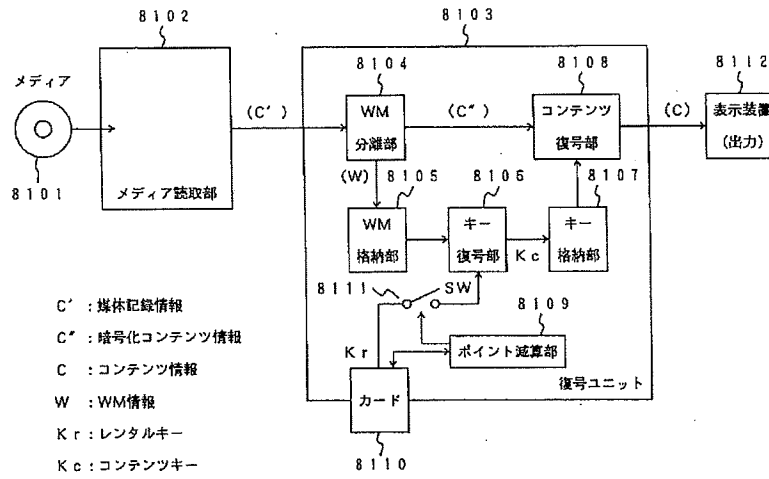 8102
8103
8104
8108
8112
メディア
(C′)
WM
分離部
(C″)
コンテンツ
復号部
(C)
表示装置
(出力)
8101
メディア読取部
(W)
8105
8106
8107
WM
格納部
キー
復号部
Kc
キー
格納部
8111
SW
8109
Kr
ポイント減算部
カード
復号ユニット
8110
C′:媒体記録情報
C″:暗号化コンテンツ情報
C:コンテンツ情報
W:WM情報
Kr:レンタルキー
Kc:コンテンツキー